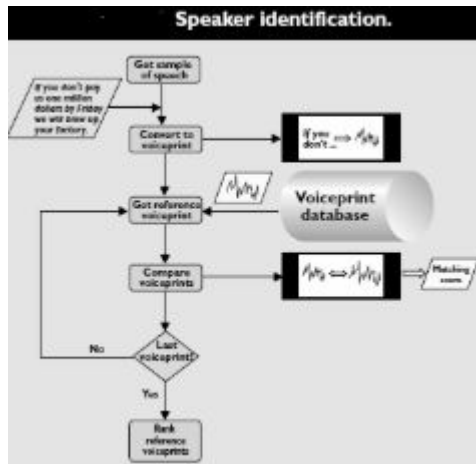 Speaker identification.
Get sample
of speech
If you don't pay
us one million
dollars by Friday
we will blow up
your factory.
Convert to
voiceprint
If you
don't ...
Get reference
voiceprint
Voiceprint
database
Compare
voiceprints
Matching
score
No
Last
voiceprint?
Yes
Rank
reference
voiceprints